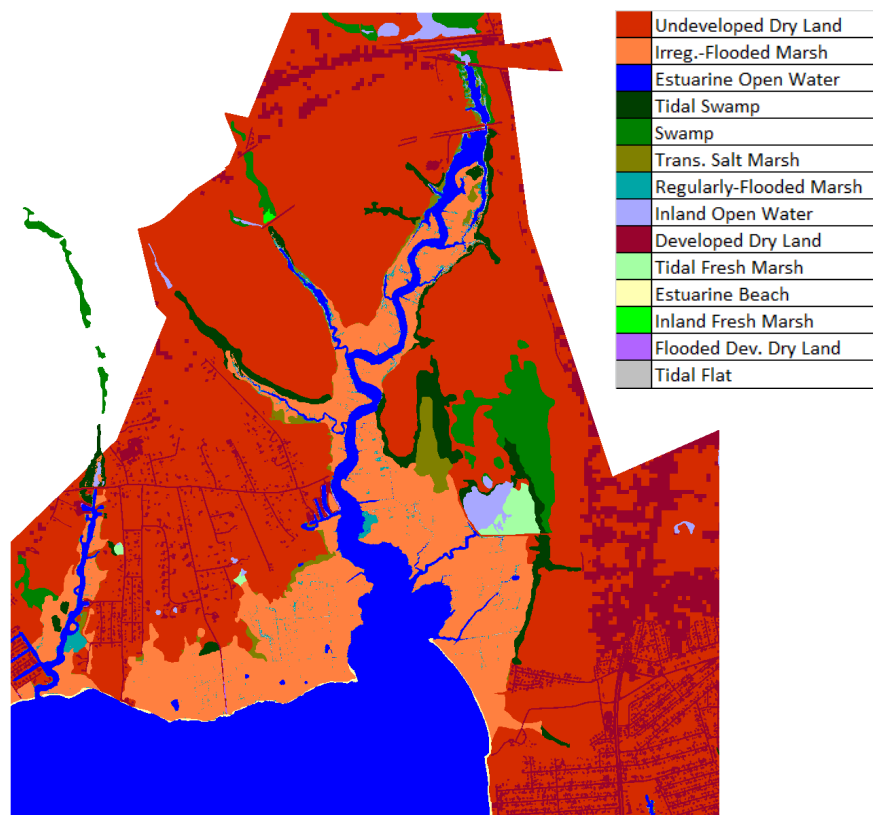 Undeveloped Dry Land
Irreg.-Flooded Marsh
Estuarine Open Water
Tidal Swamp
Swamp
Trans. Salt Marsh
Regularly-Flooded Marsh
Inland Open Water
Developed Dry Land
Tidal Fresh Marsh
Estuarine Beach
Inland Fresh Marsh
Flooded Dev. Dry Land
Tidal Flat